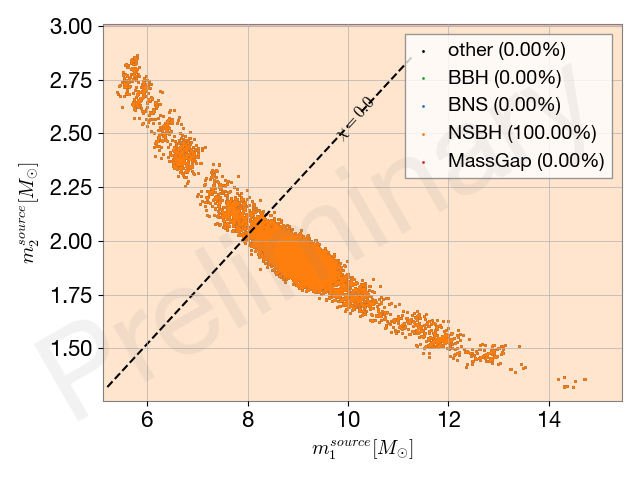 3.00
2.75
2.50
2.25
2.00
1.75
1.50
m_2^{source}[M_⊙]
other (0.00%)
BBH (0.00%)
BNS (0.00%)
NSBH (100.00%)
MassGap (0.00%)
Preliminary
6 8 10 12 14
m_1^{source}[M_⊙]